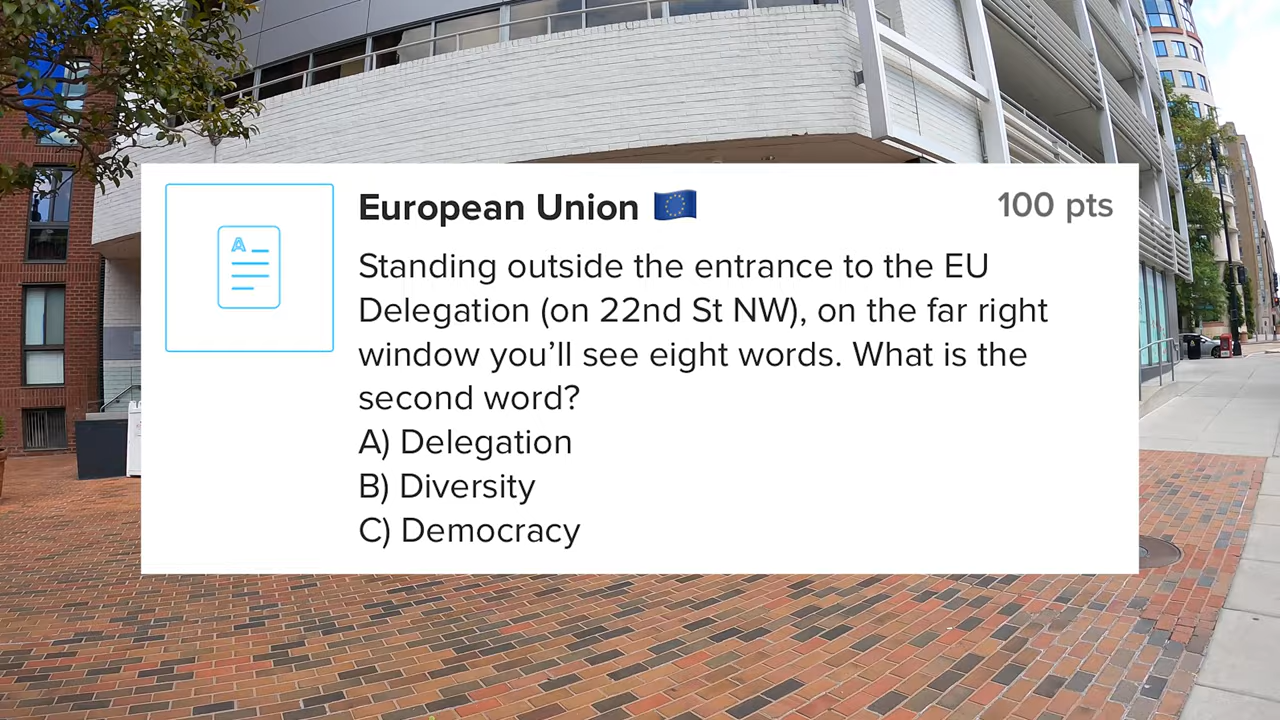 European Union
100 pts
Standing outside the entrance to the EU
Delegation (on 22nd St NW), on the far right
window you’ll see eight words. What is the
second word?
A) Delegation
B) Diversity
C) Democracy
A